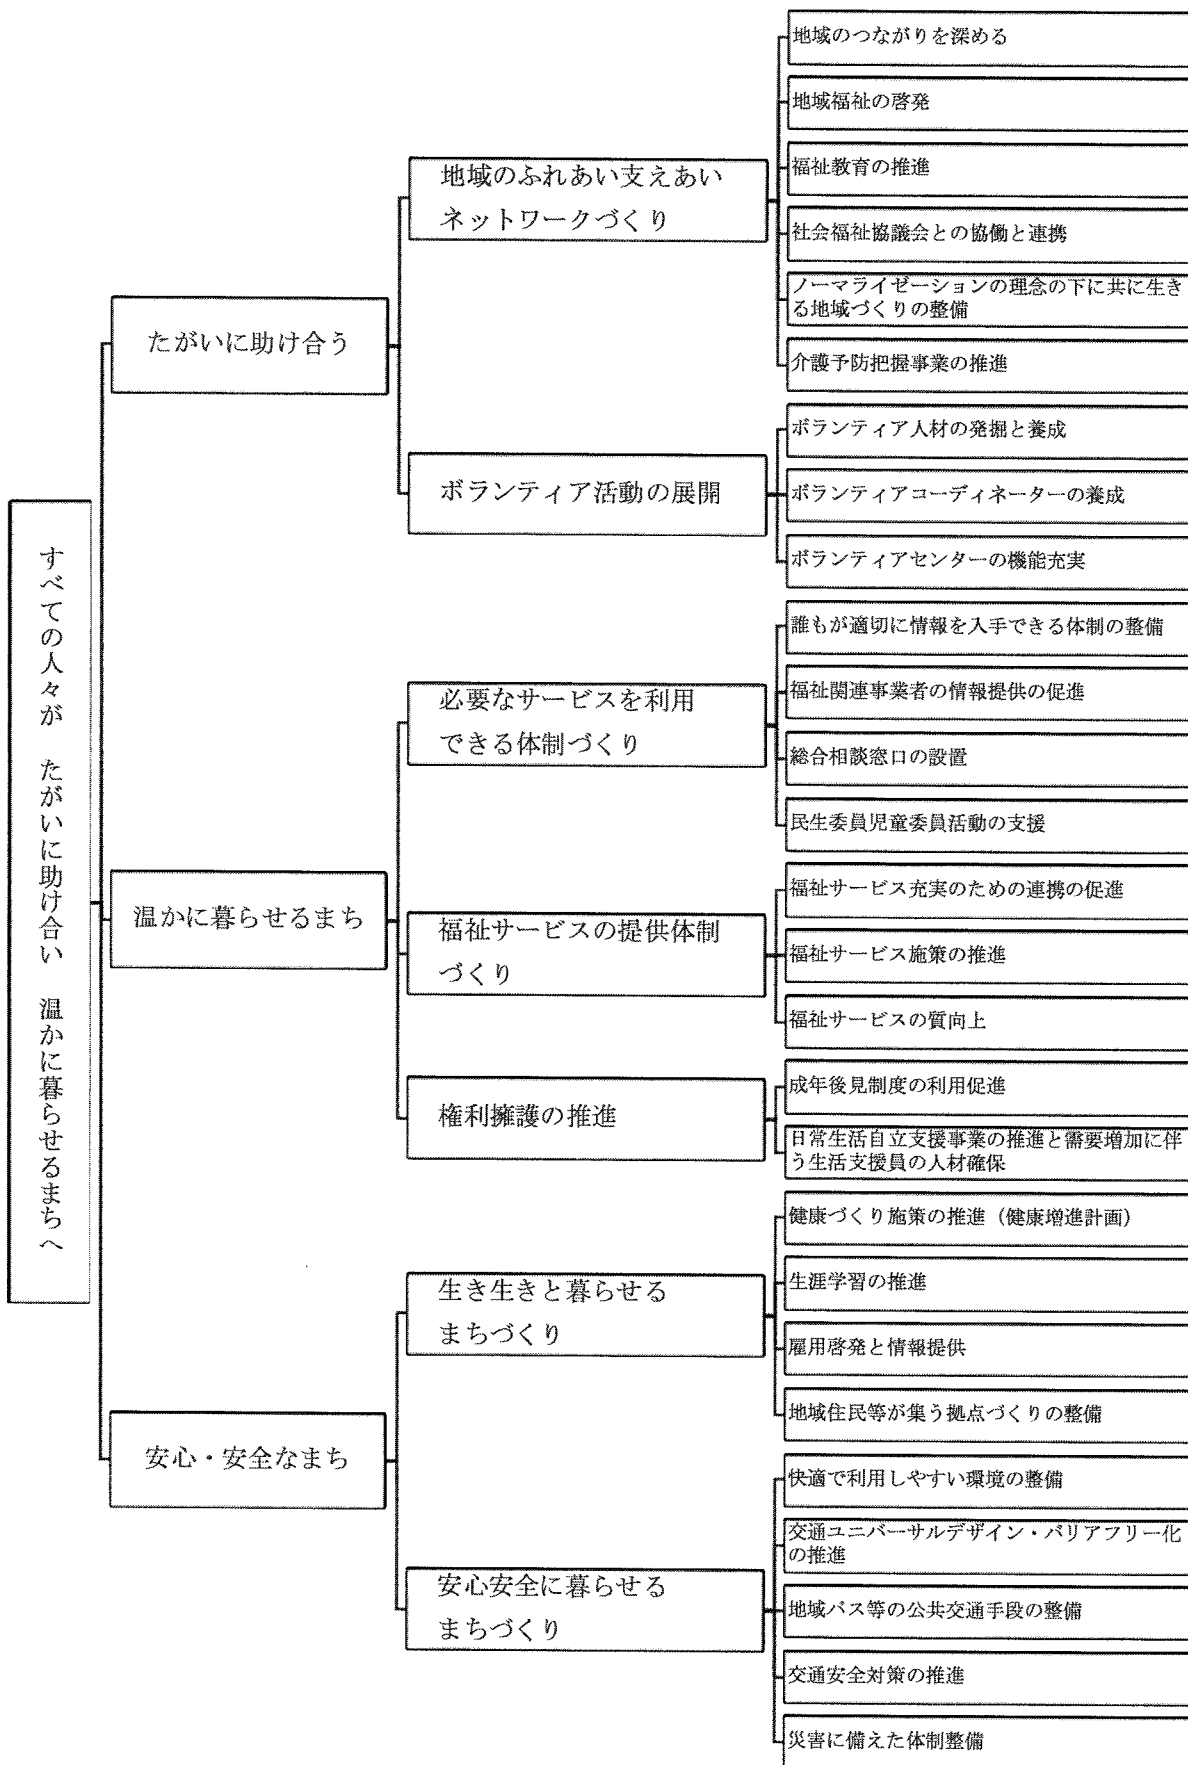 すべての人々が　たがいに助け合い　温かに暮らせるまちへ
たがいに助け合う
地域のふれあい支えあい
ネットワークづくり
地域のつながりを深める
地域福祉の啓発
福祉教育の推進
社会福祉協議会との協働と連携
ノーマライゼーションの理念の下に共に生き
る地域づくりの整備
介護予防把握事業の推進
ボランティア活動の展開
ボランティア人材の発掘と養成
ボランティアコーディネーターの養成
ボランティアセンターの機能充実
温かに暮らせるまち
必要なサービスを利用
できる体制づくり
誰もが適切に情報を入手できる体制の整備
福祉関連事業者の情報提供の促進
総合相談窓口の設置
民生委員児童委員活動の支援
福祉サービスの提供体制
づくり
福祉サービス充実のための連携の促進
福祉サービス施策の推進
福祉サービスの質向上
権利擁護の推進
成年後見制度の利用促進
日常生活自立支援事業の推進と需要増加に伴
う生活支援員の人材確保
安心・安全なまち
生き生きと暮らせる
まちづくり
健康づくり施策の推進（健康増進計画）
生涯学習の推進
雇用啓発と情報提供
地域住民等が集う拠点づくりの整備
安心安全に暮らせる
まちづくり
快適で利用しやすい環境の整備
交通ユニバーサルデザイン・バリアフリー化
の推進
地域バス等の公共交通手段の整備
交通安全対策の推進
災害に備えた体制整備